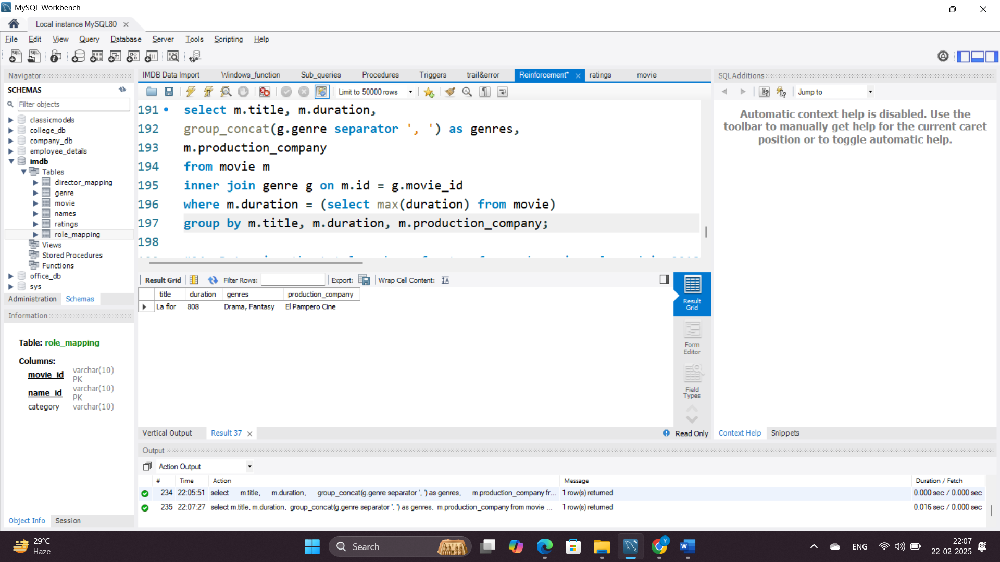 MySQL Workbench
Local instance MySQL80
File Edit View Query Database Server Tools Scripting Help
Navigator
SCHEMAS
Filter objects
classicmodels
college_db
company_db
employee_details
imdb
Tables
director_mapping
genre
movie
names
ratings
role_mapping
Views
Stored Procedures
Functions
office_db
sys
Administration Schemas
Information
Table: role_mapping
Columns:
movie_id varchar(10) PK
name_id varchar(10) PK
category varchar(10)
Object Info Session
IMDB Data Import Windows_function Sub_queries Procedures Triggers trail&error Reinforcement* ratings movie
Limit to 50000 rows
191 select m.title, m.duration,
192 group_concat(g.genre separator ', ') as genres,
193 m.production_company
194 from movie m
195 inner join genre g on m.id = g.movie_id
196 where m.duration = (select max(duration) from movie)
197 group by m.title, m.duration, m.production_company;
198
Result Grid Filter Rows: Export: Wrap Cell Content:
title duration genres production_company
La flor 808 Drama, Fantasy El Pampero Cine
Result Grid
Form Editor
Field Types
Vertical Output Result 37 Read Only
SQLAdditions
Jump to
Automatic context help is disabled. Use the
toolbar to manually get help for the current caret
position or to toggle automatic help.
Context Help Snippets
Output
Action Output
# Time Action Message Duration / Fetch
234 22:05:51 select m.title, m.duration, group_concat(g.genre separator ', ') as genres, m.production_company fr... 1 row(s) returned 0.000 sec / 0.000 sec
235 22:07:27 select m.title, m.duration, group_concat(g.genre separator ', ') as genres, m.production_company from movie ... 1 row(s) returned 0.016 sec / 0.000 sec
29°C
Haze
Search
ENG
22:07
22-02-2025